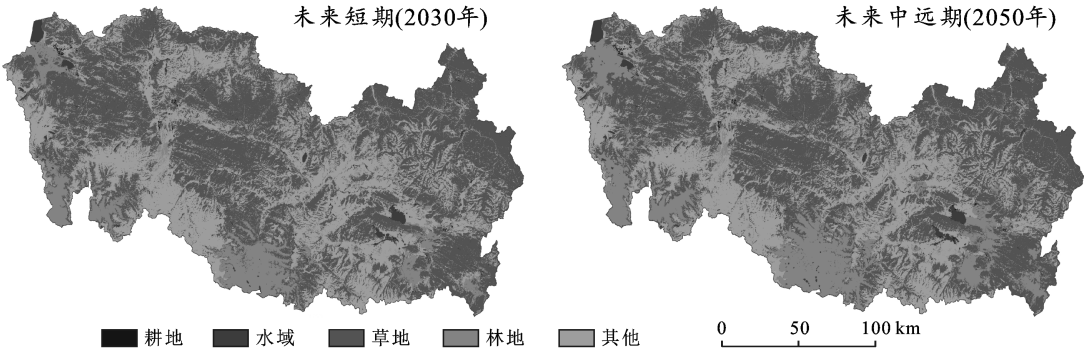 未来短期(2030年)
未来中远期(2050年)
耕地 水域 草地 林地 其他
0 50 100 km